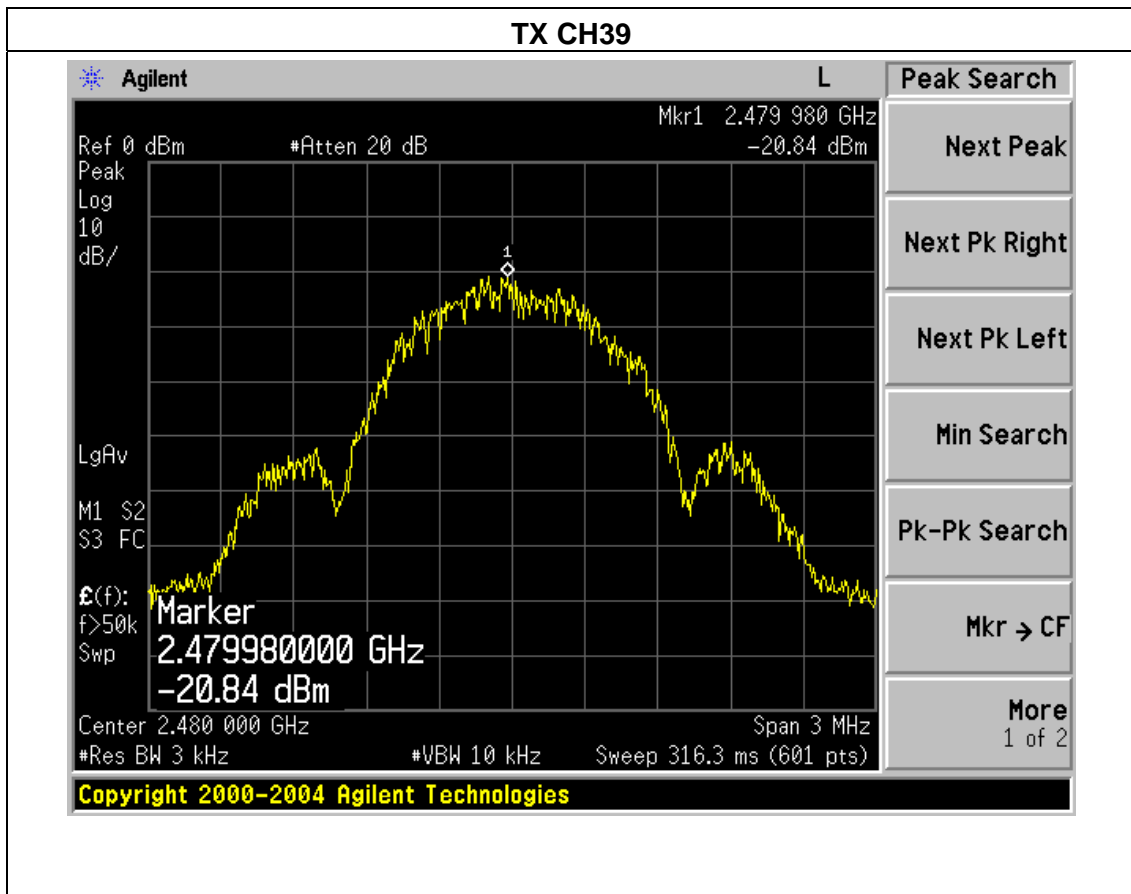 TX CH39
Agilent L Peak Search
Mkr1 2.479 980 GHz
Ref 0 dBm #Atten 20 dB -20.84 dBm
Peak
Log
10
dB/
1
LgAv
M1 S2
S3 FC
£(f):
f>50k
Swp
Marker
2.479980000 GHz
-20.84 dBm
Center 2.480 000 GHz Span 3 MHz
#Res BW 3 kHz #VBW 10 kHz Sweep 316.3 ms (601 pts)
Copyright 2000-2004 Agilent Technologies
Next Peak
Next Pk Right
Next Pk Left
Min Search
Pk-Pk Search
Mkr → CF
More
1 of 2